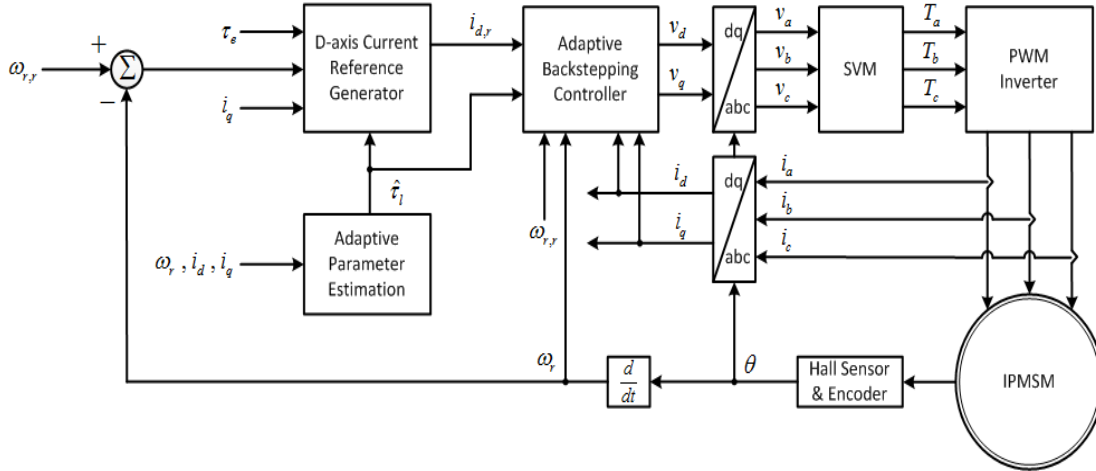 τ_e
i_{d,r}
v_d
v_a
T_a
+
ω_{r,r}
Σ
−
D-axis Current
Reference
Generator
Adaptive
Backstepping
Controller
dq
abc
v_b
SVM
T_b
PWM
Inverter
i_q
v_q
v_c
T_c
τ̂_l
i_d
dq
i_a
i_b
ω_{r,r}
i_q
abc
i_c
ω_r , i_d , i_q
Adaptive
Parameter
Estimation
ω_r
d
dt
θ
Hall Sensor
& Encoder
IPMSM